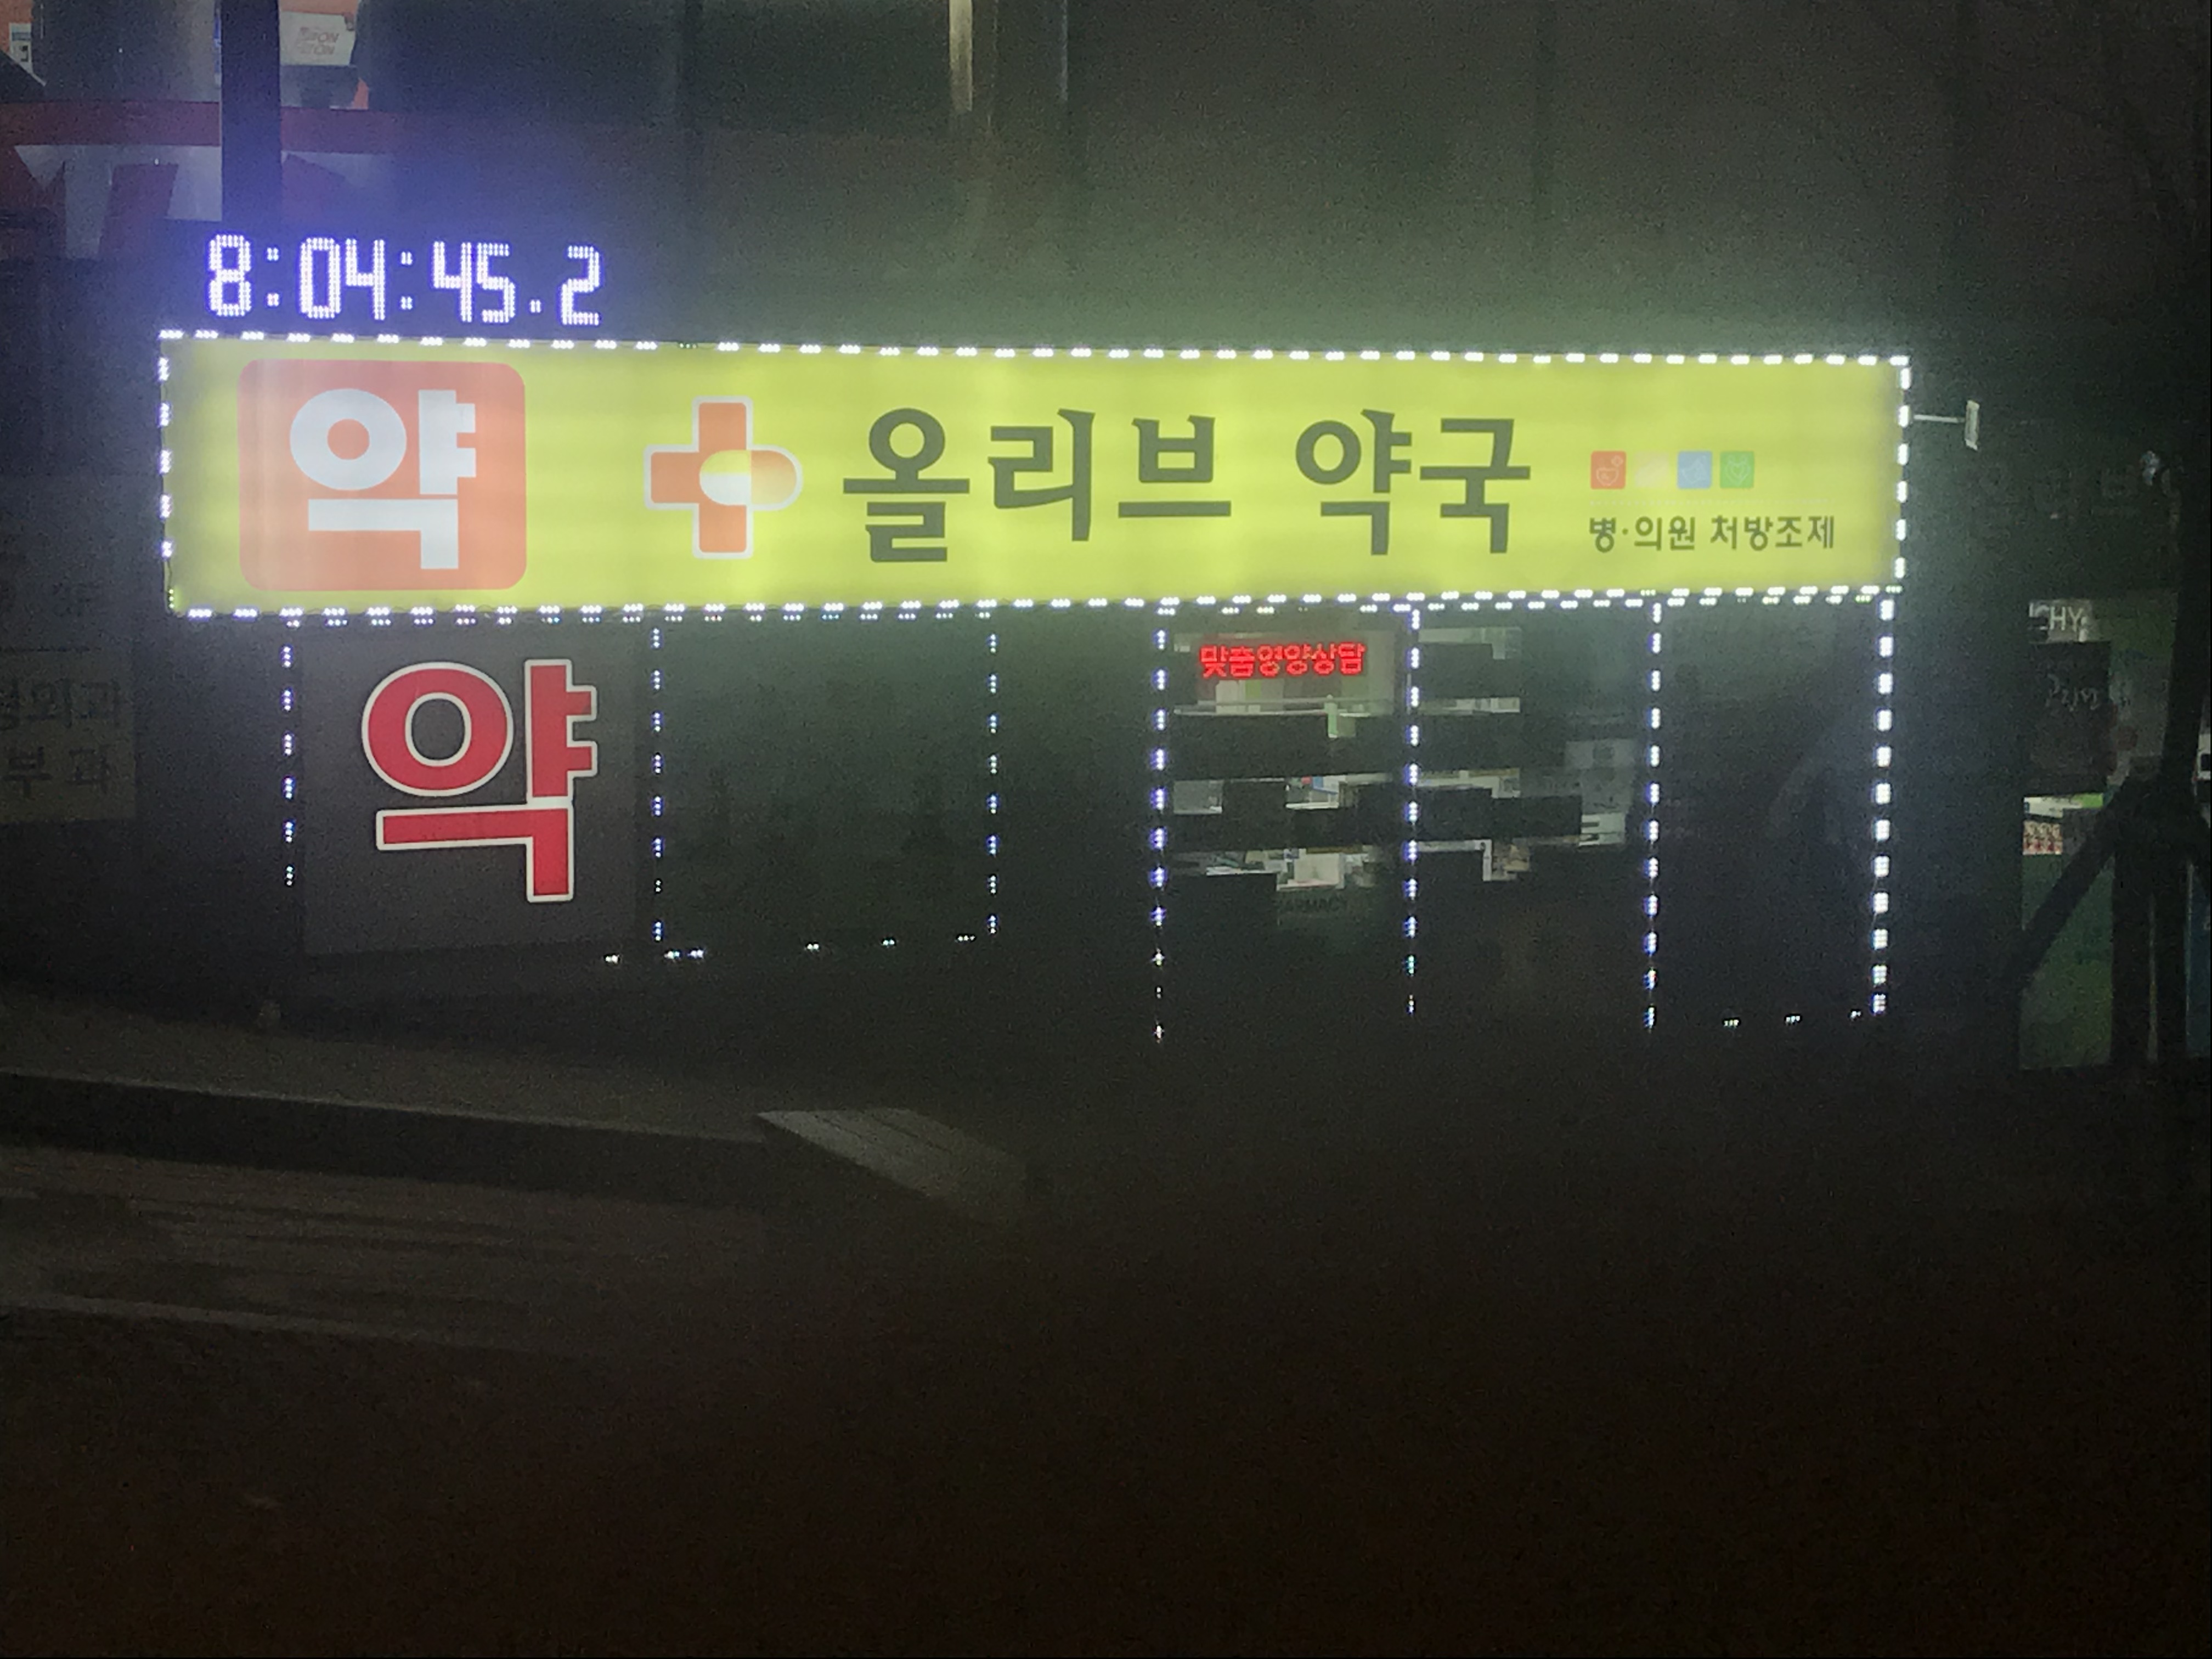 8:04:45.2
약 올리브 약국
병·의원 처방조제
맞춤영양상담
약